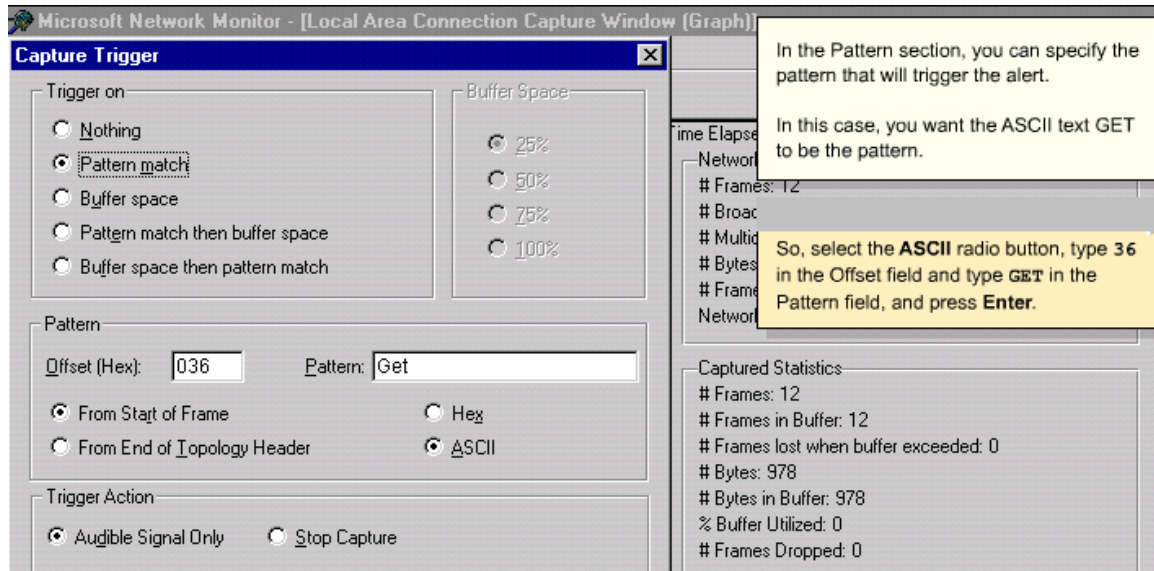 Microsoft Network Monitor - [Local Area Connection Capture Window (Graph)]
Capture Trigger
Trigger on
Nothing
Pattern match
Buffer space
Pattern match then buffer space
Buffer space then pattern match
Buffer Space
25%
50%
75%
100%
Pattern
Offset (Hex): 036 Pattern: Get
From Start of Frame
From End of Topology Header
Hex
ASCII
Trigger Action
Audible Signal Only Stop Capture
In the Pattern section, you can specify the
pattern that will trigger the alert.
In this case, you want the ASCII text GET
to be the pattern.
So, select the ASCII radio button, type 36
in the Offset field and type GET in the
Pattern field, and press Enter.
Time Elapse
Networ
# Frames: 12
# Broad
# Multic
# Bytes
# Frame
Networ
Captured Statistics
# Frames: 12
# Frames in Buffer: 12
# Frames lost when buffer exceeded: 0
# Bytes: 978
# Bytes in Buffer: 978
% Buffer Utilized: 0
# Frames Dropped: 0